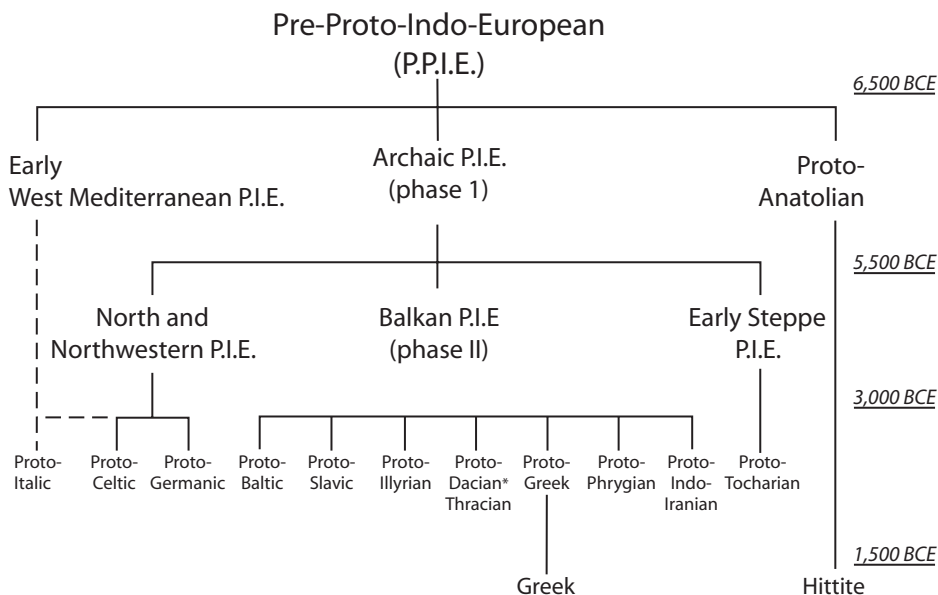 Pre-Proto-Indo-European
(P.P.I.E.)
6,500 BCE
Early
West Mediterranean P.I.E.
Archaic P.I.E.
(phase 1)
Proto-
Anatolian
5,500 BCE
North and
Northwestern P.I.E.
Balkan P.I.E
(phase II)
Early Steppe
P.I.E.
3,000 BCE
Proto-
Italic
Proto-
Celtic
Proto-
Germanic
Proto-
Baltic
Proto-
Slavic
Proto-
Illyrian
Proto-
Dacian*
Thracian
Proto-
Greek
Proto-
Phrygian
Proto-
Indo-
Iranian
Proto-
Tocharian
1,500 BCE
Greek
Hittite